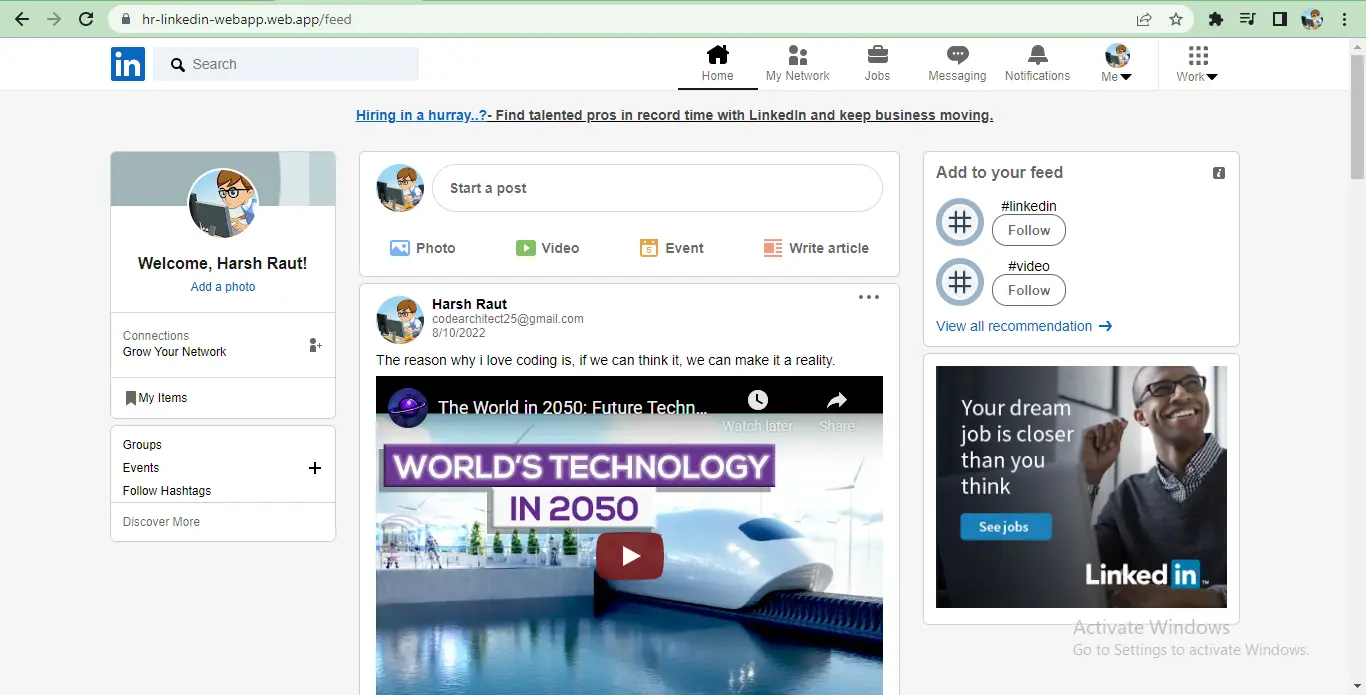 hr-linkedin-webapp.web.app/feed
in
Search
Home
My Network
Jobs
Messaging
Notifications
Me
Work
Hiring in a hurray..?- Find talented pros in record time with LinkedIn and keep business moving.
Welcome, Harsh Raut!
Add a photo
Connections
Grow Your Network
My Items
Groups
Events
Follow Hashtags
Discover More
Start a post
Photo
Video
5
Event
Write article
Harsh Raut
codearchitect25@gmail.com
8/10/2022
The reason why i love coding is, if we can think it, we can make it a reality.
The World in 2050: Future Techn...
Watch later
Share
WORLD'S TECHNOLOGY
IN 2050
Add to your feed
i
#linkedin
Follow
#video
Follow
View all recommendation
Your dream
job is closer
than you
think
See jobs
Linked in
Activate Windows
Go to Settings to activate Windows.